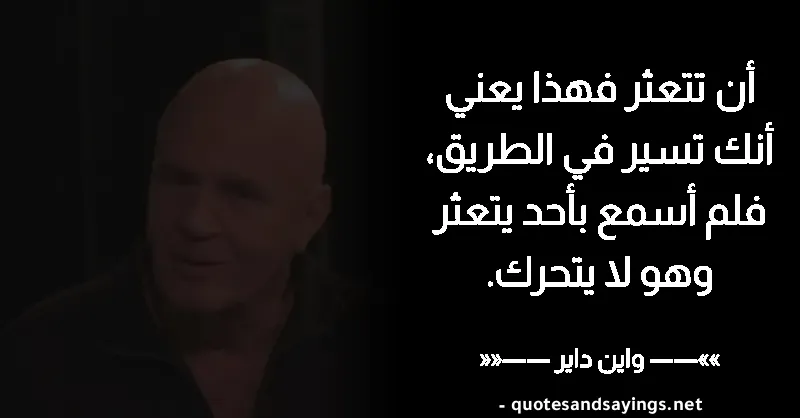 أن تتعثر فهذا يعني
أنك تسير في الطريق،
فلم أسمع بأحد يتعثر
وهو لا يتحرك.
»»—— واين داير ——««
- quotesandsayings.net